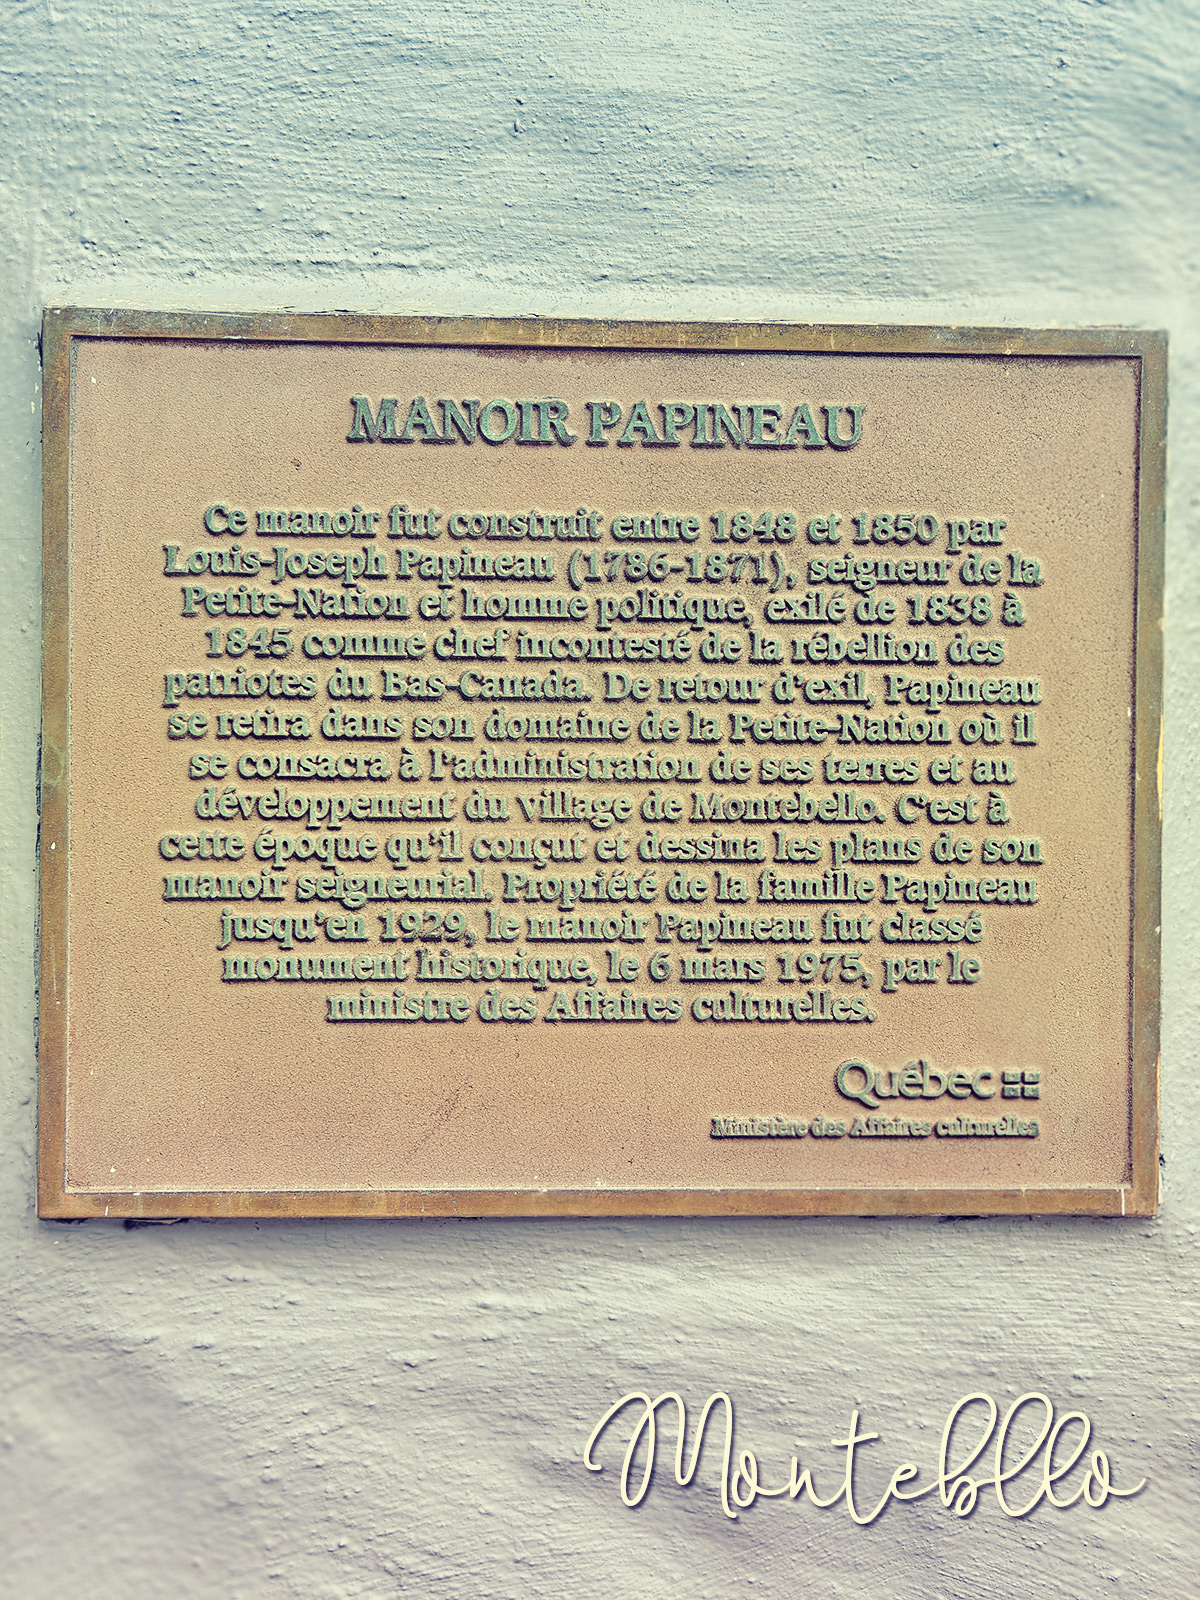 MANOIR PAPINEAU
Ce manoir fut construit entre 1848 et 1850 par
Louis-Joseph Papineau (1786-1871), seigneur de la
Petite-Nation et homme politique, exilé de 1838 à
1845 comme chef incontesté de la rébellion des
patriotes du Bas-Canada. De retour d'exil, Papineau
se retira dans son domaine de la Petite-Nation où il
se consacra à l'administration de ses terres et au
développement du village de Montebello. C'est à
cette époque qu'il conçut et dessina les plans de son
manoir seigneurial. Propriété de la famille Papineau
jusqu'en 1929, le manoir Papineau fut classé
monument historique, le 6 mars 1975, par le
ministre des Affaires culturelles.
Québec
Ministère des Affaires culturelles
Montebllo